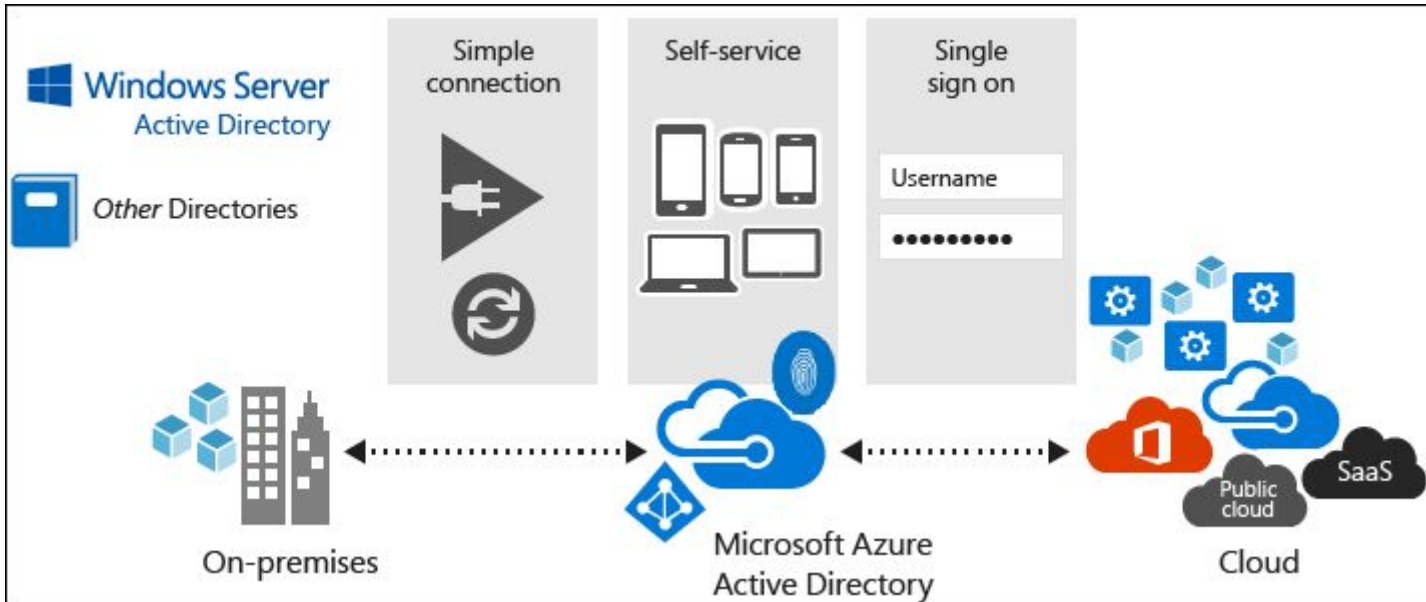 Windows Server
Active Directory
Other Directories
Simple
connection
Self-service
Single
sign on
Username
●●●●●●●●●
On-premises
Microsoft Azure
Active Directory
Public
cloud
SaaS
Cloud